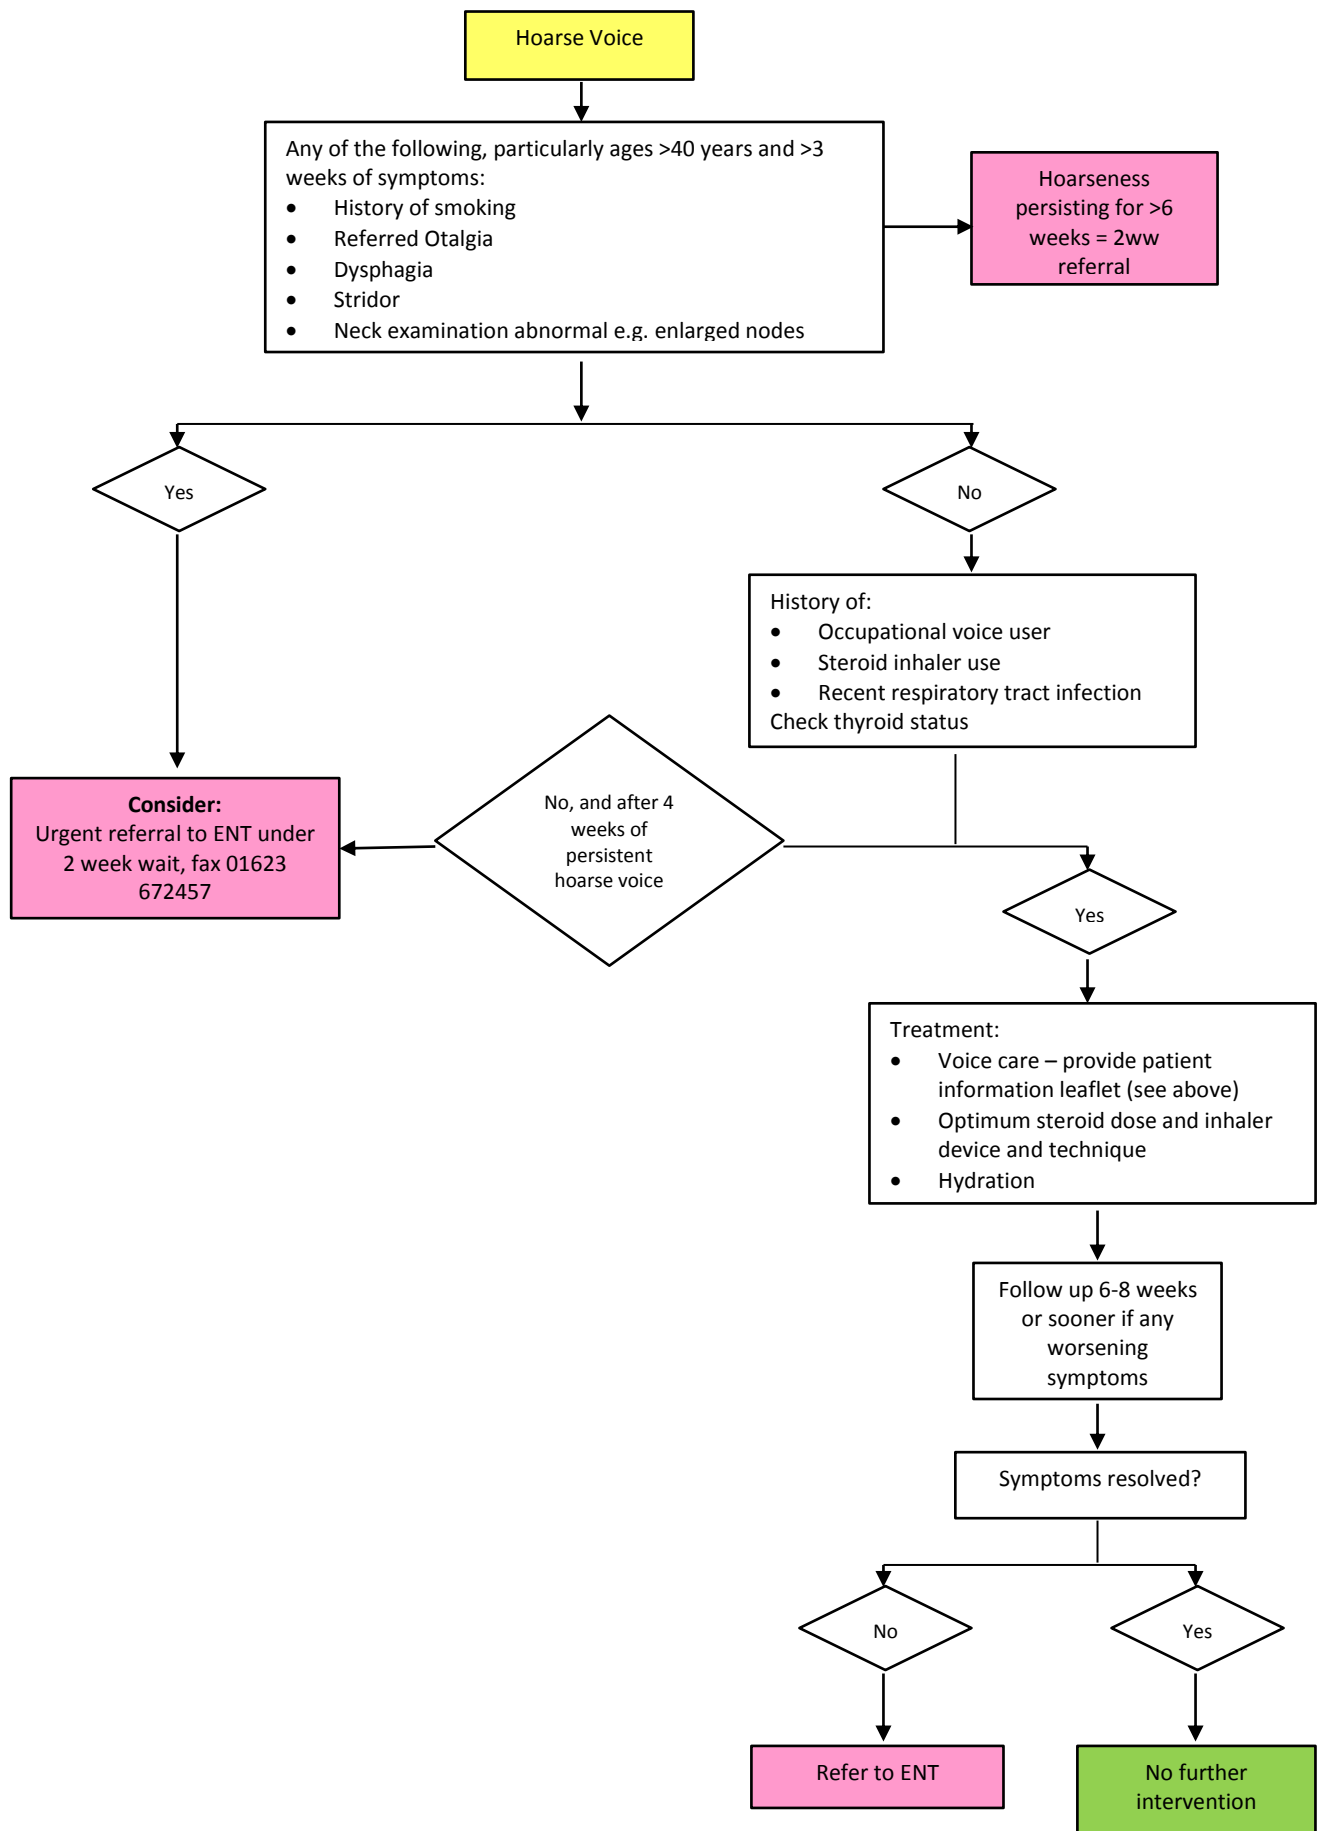 Hoarse Voice
Any of the following, particularly ages >40 years and >3
weeks of symptoms:
• History of smoking
• Referred Otalgia
• Dysphagia
• Stridor
• Neck examination abnormal e.g. enlarged nodes
Hoarseness
persisting for >6
weeks = 2ww
referral
Yes
No
History of:
• Occupational voice user
• Steroid inhaler use
• Recent respiratory tract infection
Check thyroid status
Consider:
Urgent referral to ENT under
2 week wait, fax 01623
672457
No, and after 4
weeks of
persistent
hoarse voice
Yes
Treatment:
• Voice care – provide patient
information leaflet (see above)
• Optimum steroid dose and inhaler
device and technique
• Hydration
Follow up 6-8 weeks
or sooner if any
worsening
symptoms
Symptoms resolved?
No
Yes
Refer to ENT
No further
intervention